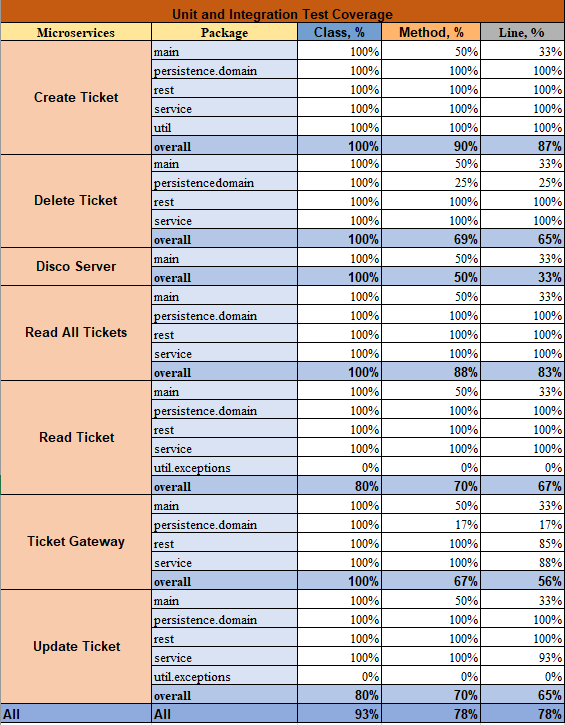 Unit and Integration Test Coverage
Microservices Package Class, % Method, % Line, %
Create Ticket
main 100% 50% 33%
persistence.domain 100% 100% 100%
rest 100% 100% 100%
service 100% 100% 100%
util 100% 100% 100%
overall 100% 90% 87%
Delete Ticket
main 100% 50% 33%
persistencedomain 100% 25% 25%
rest 100% 100% 100%
service 100% 100% 100%
overall 100% 69% 65%
Disco Server
main 100% 50% 33%
overall 100% 50% 33%
Read All Tickets
main 100% 50% 33%
persistence.domain 100% 100% 100%
rest 100% 100% 100%
service 100% 100% 100%
overall 100% 88% 83%
Read Ticket
main 100% 50% 33%
persistence.domain 100% 100% 100%
rest 100% 100% 100%
service 100% 100% 100%
util.exceptions 0% 0% 0%
overall 80% 70% 67%
Ticket Gateway
main 100% 50% 33%
persistence.domain 100% 17% 17%
rest 100% 100% 85%
service 100% 100% 88%
overall 100% 67% 56%
Update Ticket
main 100% 50% 33%
persistence.domain 100% 100% 100%
rest 100% 100% 100%
service 100% 100% 93%
util.exceptions 0% 0% 0%
overall 80% 70% 65%
All All 93% 78% 78%